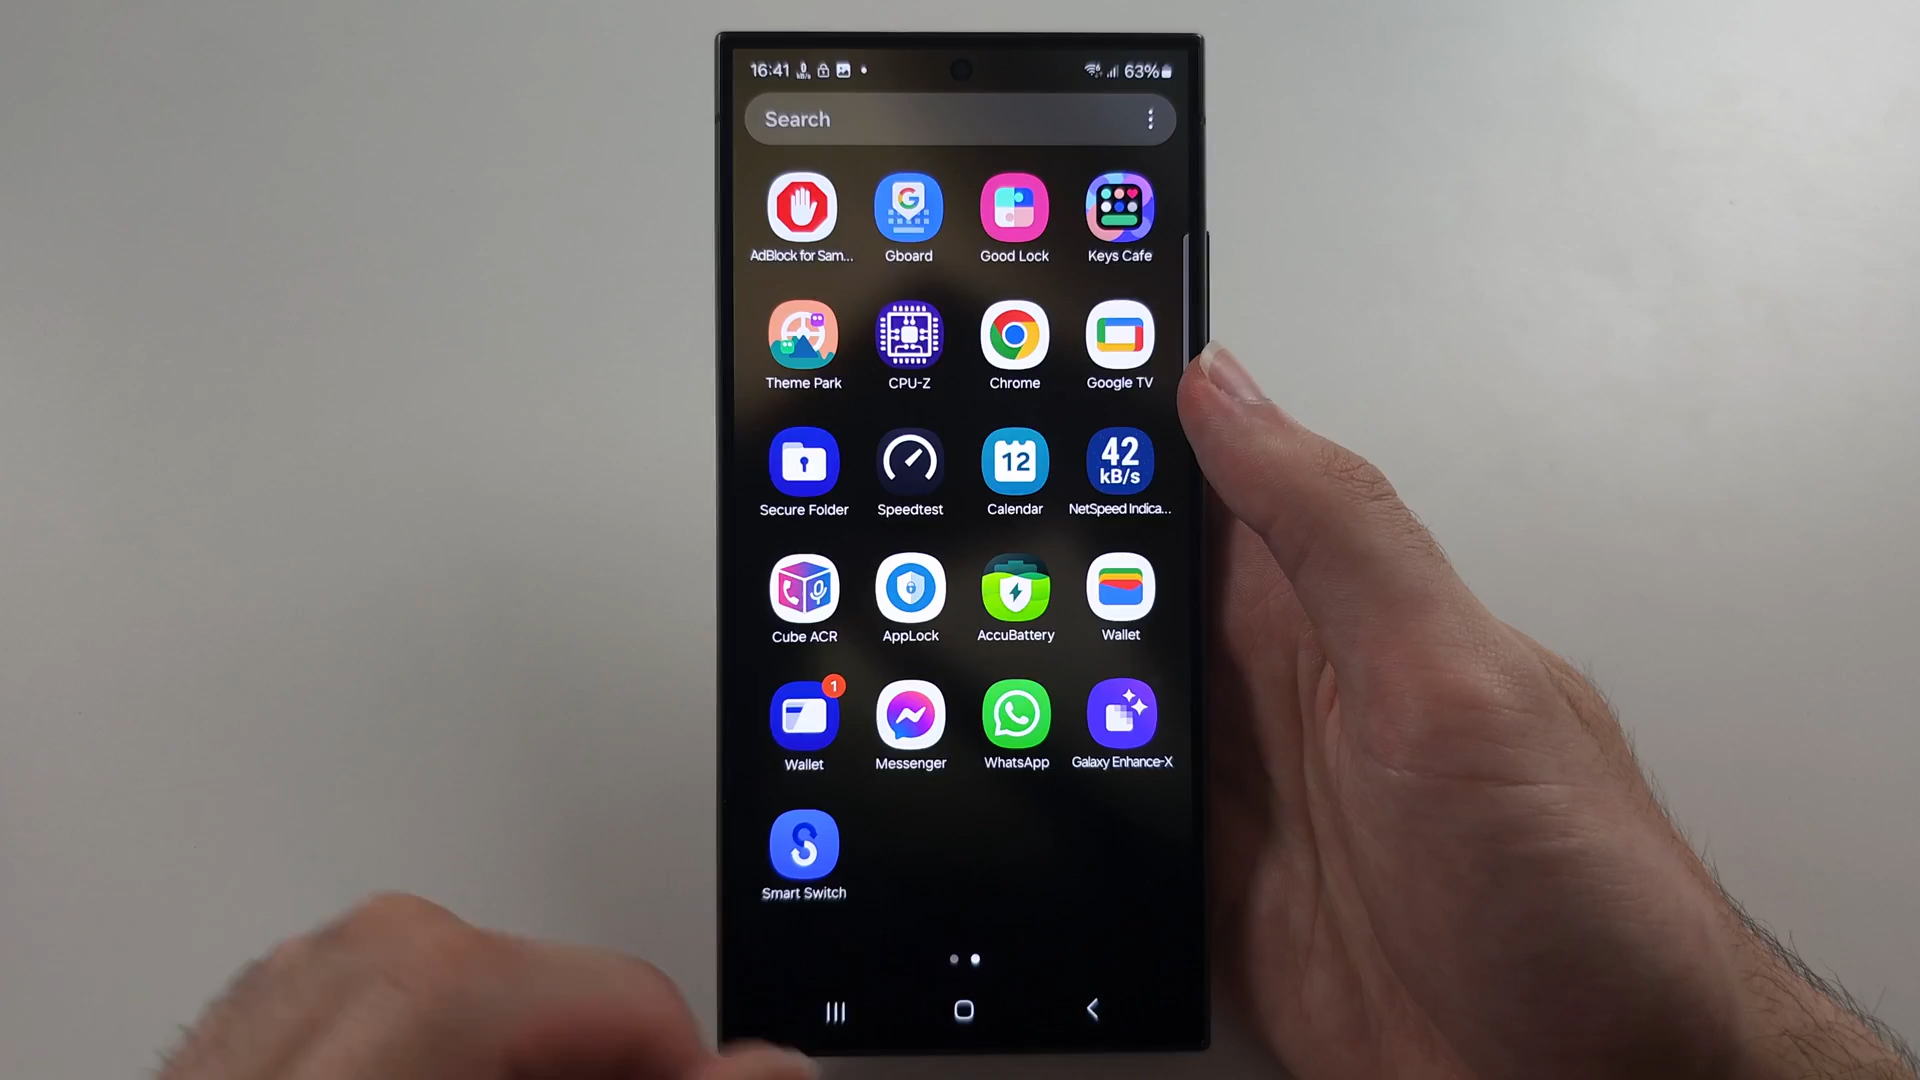 16:41 63%
Search
AdBlock for Sam... Gboard Good Lock Keys Cafe
Theme Park CPU-Z Chrome Google TV
12 42 kB/s
Secure Folder Speedtest Calendar NetSpeed Indica...
Cube ACR AppLock AccuBattery Wallet
1
Wallet Messenger WhatsApp Galaxy Enhance-X
Smart Switch